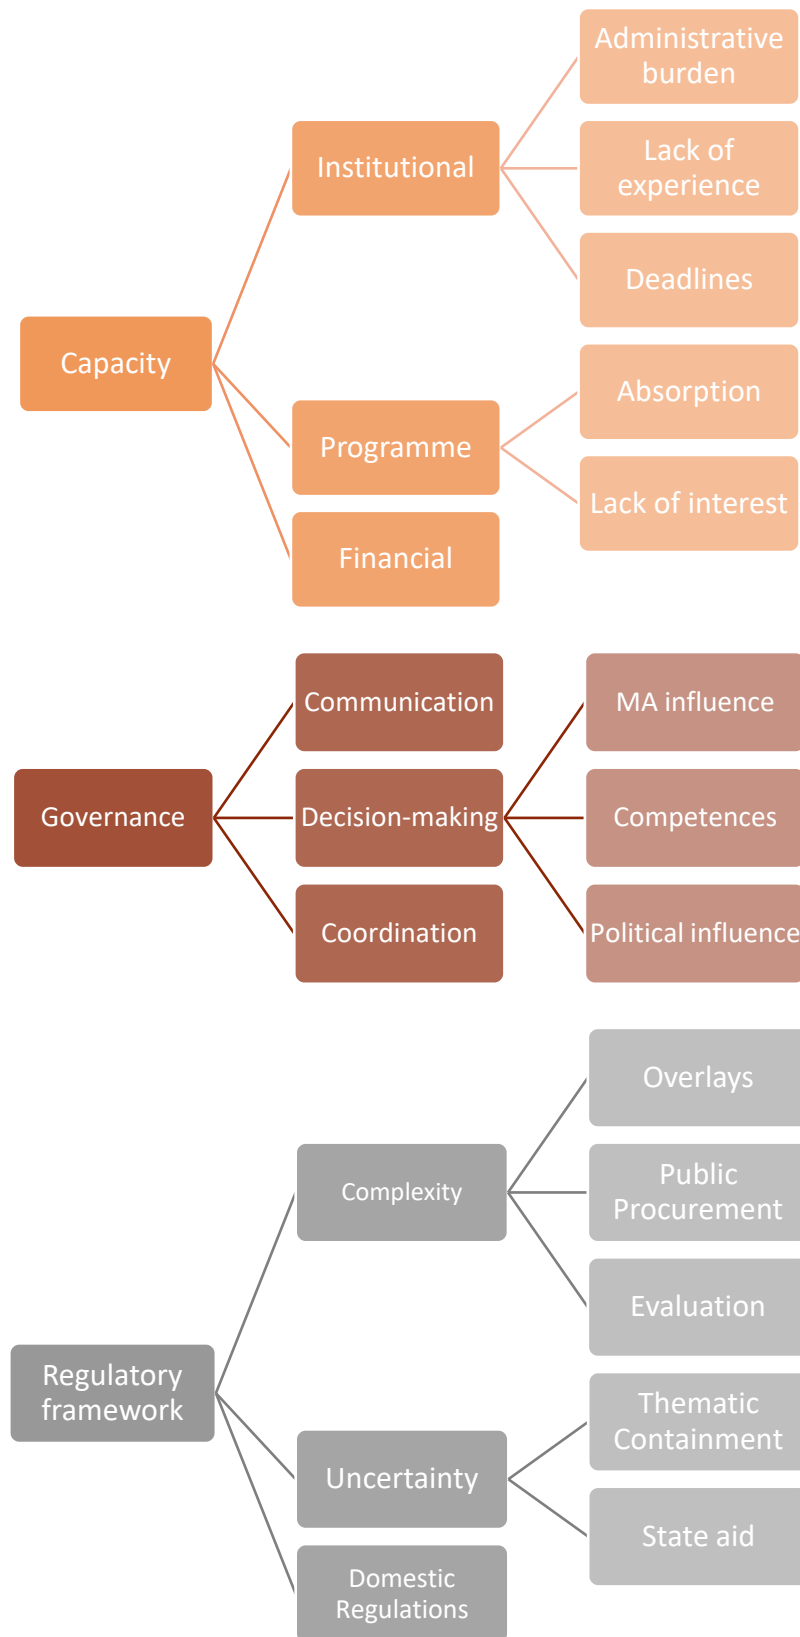 Administrative
burden
Institutional
Lack of
experience
Deadlines
Capacity
Absorption
Programme
Lack of interest
Financial
Communication
MA influence
Governance
Decision-making
Competences
Coordination
Political influence
Overlays
Complexity
Public
Procurement
Evaluation
Regulatory
framework
Thematic
Containment
Uncertainty
State aid
Domestic
Regulations